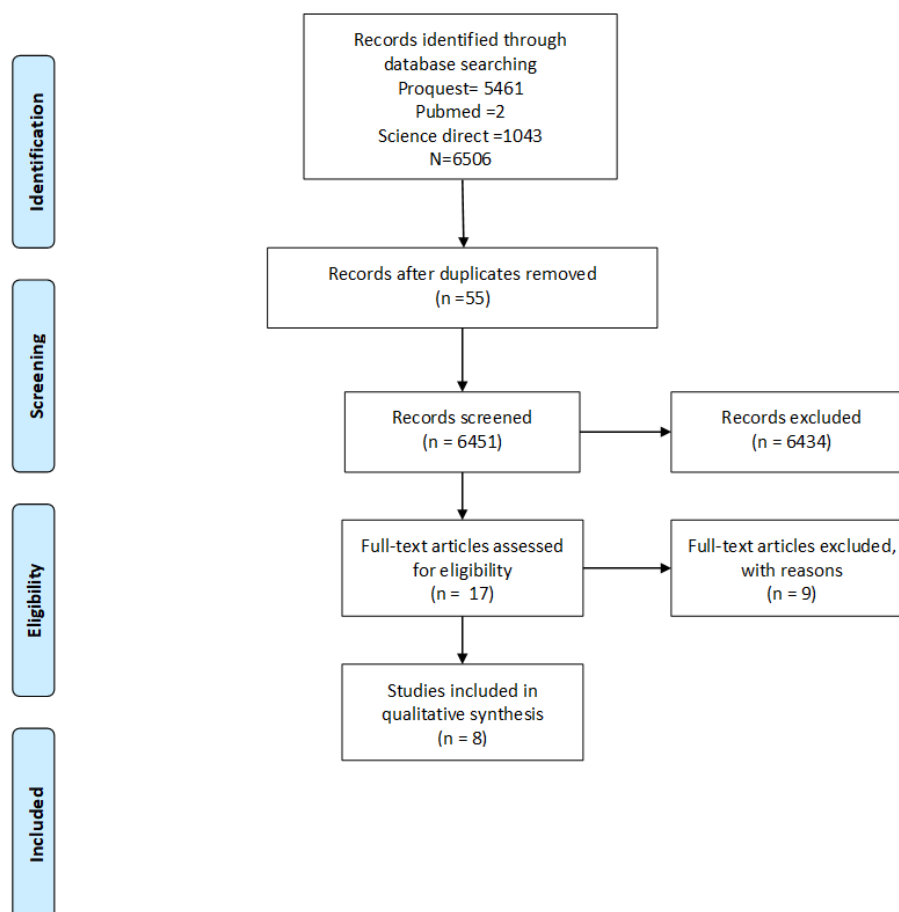 Identification
Records identified through
database searching
Proquest= 5461
Pubmed =2
Science direct =1043
N=6506
Records after duplicates removed
(n =55)
Screening
Records screened
(n = 6451)
Records excluded
(n = 6434)
Eligibility
Full-text articles assessed
for eligibility
(n =  17)
Full-text articles excluded,
with reasons
(n = 9)
Studies included in
qualitative synthesis
(n = 8)
Included